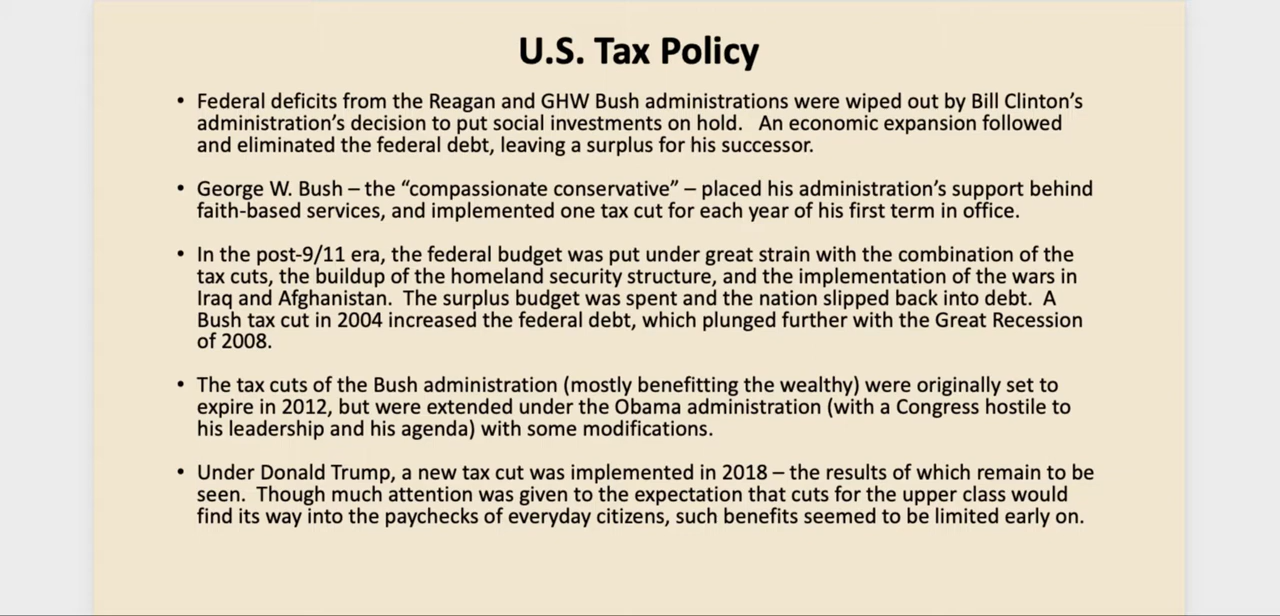 U.S. Tax Policy
• Federal deficits from the Reagan and GHW Bush administrations were wiped out by Bill Clinton's
administration's decision to put social investments on hold.   An economic expansion followed
and eliminated the federal debt, leaving a surplus for his successor.
• George W. Bush – the “compassionate conservative” – placed his administration's support behind
faith-based services, and implemented one tax cut for each year of his first term in office.
• In the post-9/11 era, the federal budget was put under great strain with the combination of the
tax cuts, the buildup of the homeland security structure, and the implementation of the wars in
Iraq and Afghanistan.  The surplus budget was spent and the nation slipped back into debt.  A
Bush tax cut in 2004 increased the federal debt, which plunged further with the Great Recession
of 2008.
• The tax cuts of the Bush administration (mostly benefitting the wealthy) were originally set to
expire in 2012, but were extended under the Obama administration (with a Congress hostile to
his leadership and his agenda) with some modifications.
• Under Donald Trump, a new tax cut was implemented in 2018 – the results of which remain to be
seen.  Though much attention was given to the expectation that cuts for the upper class would
find its way into the paychecks of everyday citizens, such benefits seemed to be limited early on.